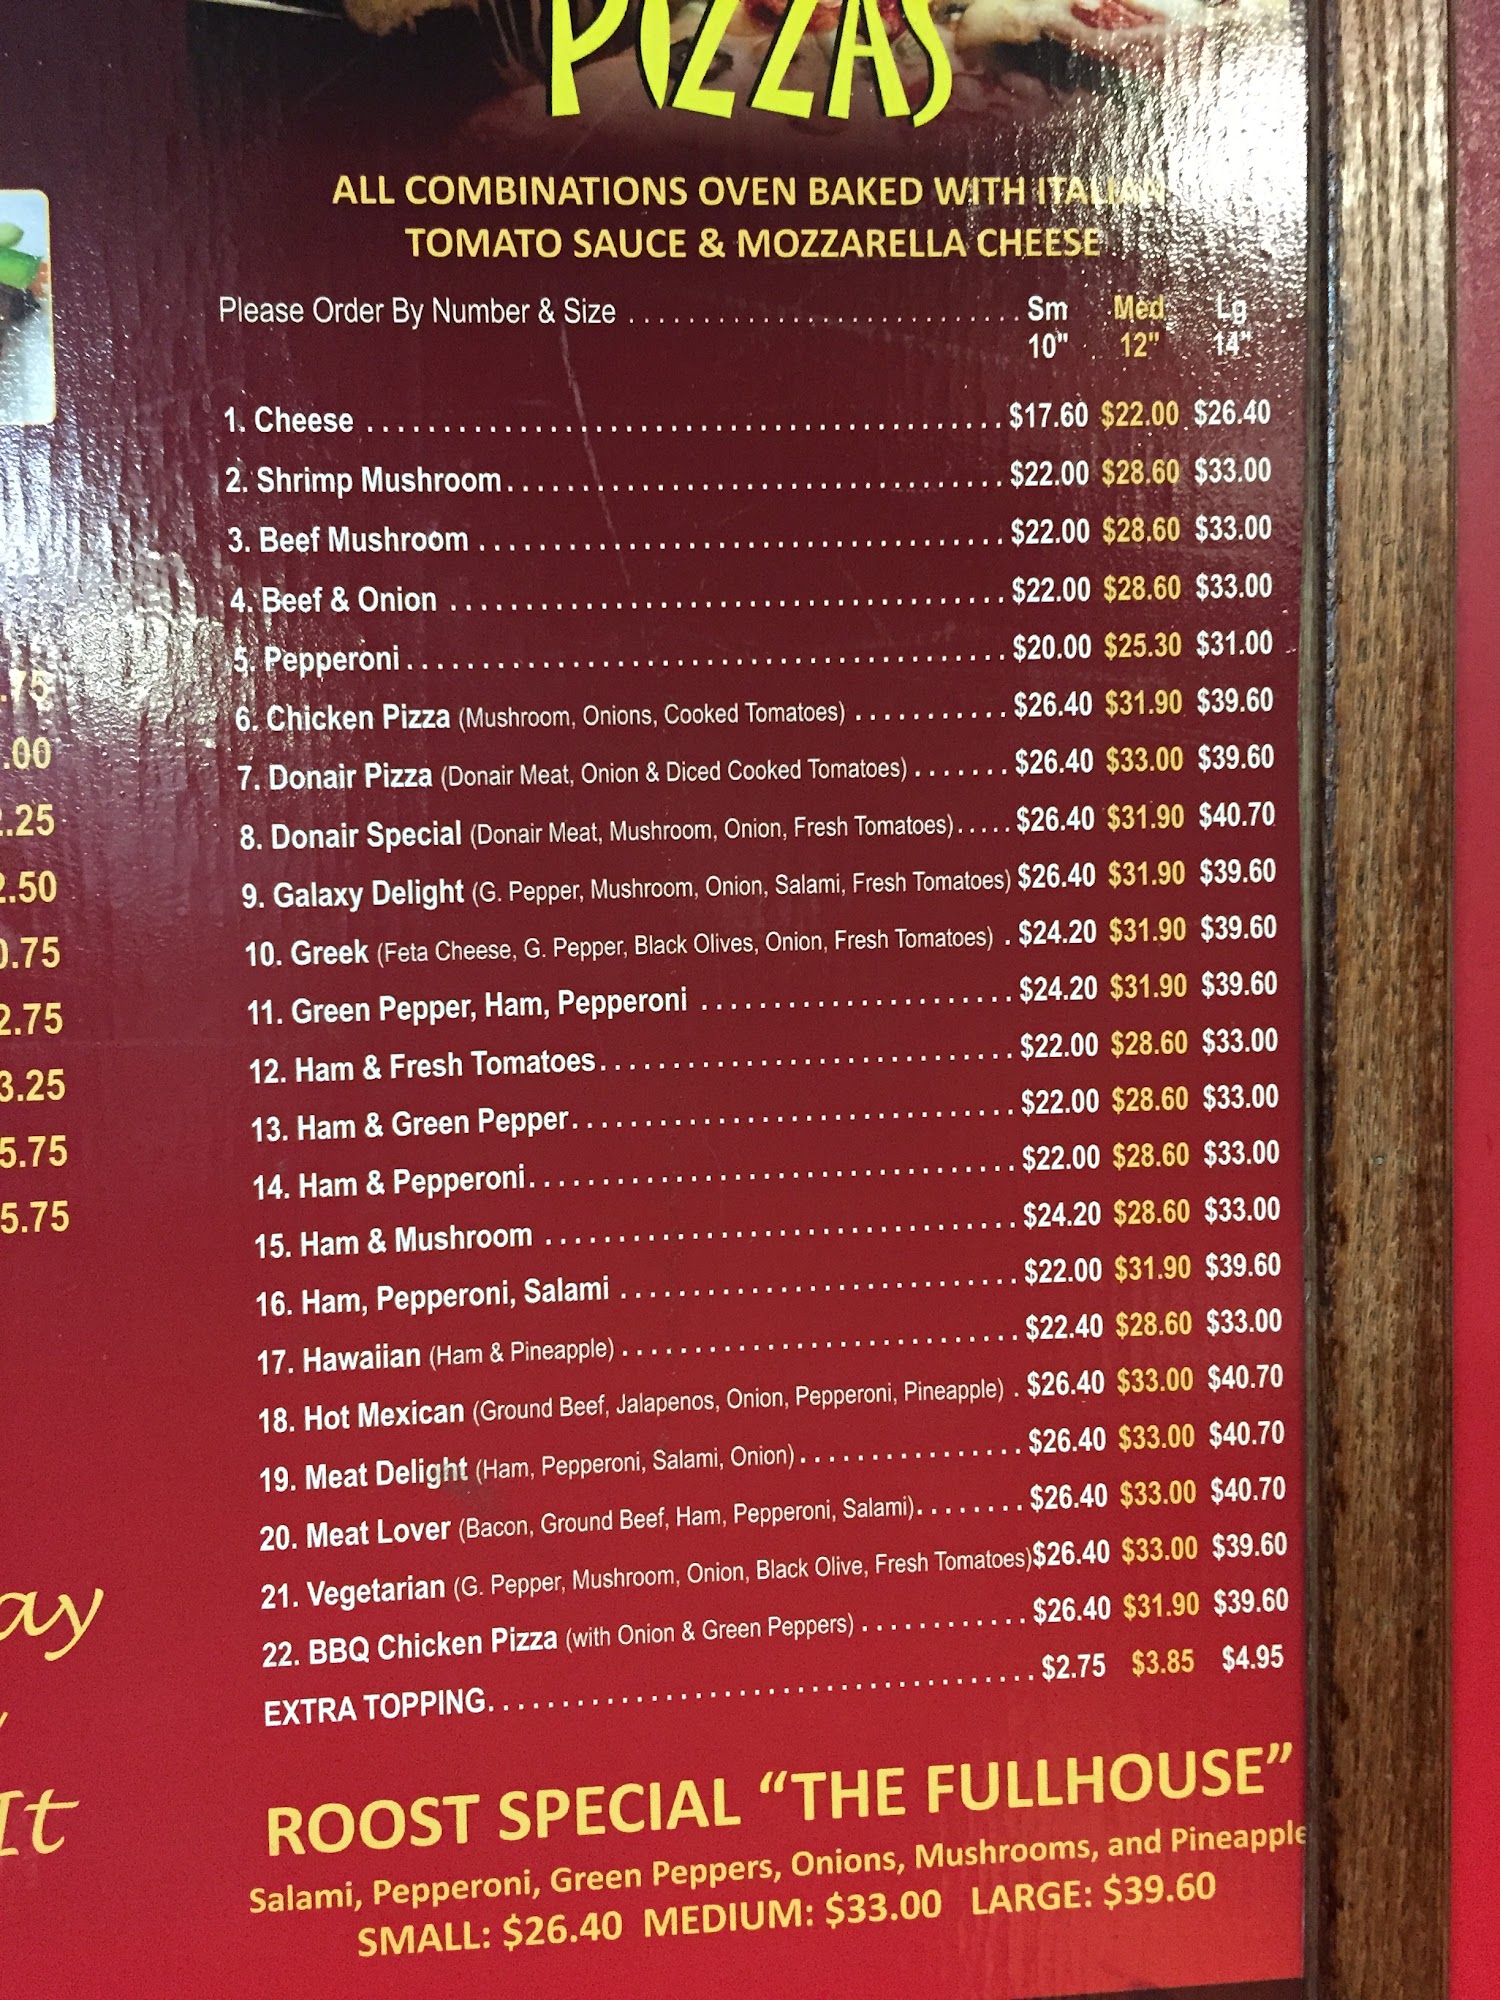 PIZZAS
ALL COMBINATIONS OVEN BAKED WITH ITALIAN
TOMATO SAUCE & MOZZARELLA CHEESE
Please Order By Number & Size . . . . . . . . . . . . . . . . . . . . . . . . . . . . . Sm Med Lg
10" 12" 14"
1. Cheese . . . . . . . . . . . . . . . . . . . . . . . . . . . . $17.60 $22.00 $26.40
2. Shrimp Mushroom . . . . . . . . . . . . . . . . . . . . $22.00 $28.60 $33.00
3. Beef Mushroom . . . . . . . . . . . . . . . . . . . . . . $22.00 $28.60 $33.00
4. Beef & Onion . . . . . . . . . . . . . . . . . . . . . . . . $22.00 $28.60 $33.00
5. Pepperoni . . . . . . . . . . . . . . . . . . . . . . . . . . $20.00 $25.30 $31.00
6. Chicken Pizza (Mushroom, Onions, Cooked Tomatoes) . . . . . . . . . . . $26.40 $31.90 $39.60
7. Donair Pizza (Donair Meat, Onion & Diced Cooked Tomatoes) . . . . . . . $26.40 $33.00 $39.60
8. Donair Special (Donair Meat, Mushroom, Onion, Fresh Tomatoes) . . . . . $26.40 $31.90 $40.70
9. Galaxy Delight (G. Pepper, Mushroom, Onion, Salami, Fresh Tomatoes) $26.40 $31.90 $39.60
10. Greek (Feta Cheese, G. Pepper, Black Olives, Onion, Fresh Tomatoes) . $24.20 $31.90 $39.60
11. Green Pepper, Ham, Pepperoni . . . . . . . . . . . . . . . . . . . . . . $24.20 $31.90 $39.60
12. Ham & Fresh Tomatoes . . . . . . . . . . . . . . . . . . . . . . . . . . . . $22.00 $28.60 $33.00
13. Ham & Green Pepper . . . . . . . . . . . . . . . . . . . . . . . . . . . . . . $22.00 $28.60 $33.00
14. Ham & Pepperoni . . . . . . . . . . . . . . . . . . . . . . . . . . . . . . . . . $22.00 $28.60 $33.00
15. Ham & Mushroom . . . . . . . . . . . . . . . . . . . . . . . . . . . . . . . . $24.20 $28.60 $33.00
16. Ham, Pepperoni, Salami . . . . . . . . . . . . . . . . . . . . . . . . . . . $22.00 $31.90 $39.60
17. Hawaiian (Ham & Pineapple) . . . . . . . . . . . . . . . . . . . . . . . . . . . $22.40 $28.60 $33.00
18. Hot Mexican (Ground Beef, Jalapenos, Onion, Pepperoni, Pineapple) . $26.40 $33.00 $40.70
19. Meat Delight (Ham, Pepperoni, Salami, Onion) . . . . . . . . . . . . . . . . $26.40 $33.00 $40.70
20. Meat Lover (Bacon, Ground Beef, Ham, Pepperoni, Salami) . . . . . . . . $26.40 $33.00 $40.70
21. Vegetarian (G. Pepper, Mushroom, Onion, Black Olive, Fresh Tomatoes) $26.40 $33.00 $39.60
22. BBQ Chicken Pizza (with Onion & Green Peppers) . . . . . . . . . . . . $26.40 $31.90 $39.60
EXTRA TOPPING . . . . . . . . . . . . . . . . . . . . . . . . . . . . . . . . . . . . . $2.75 $3.85 $4.95
ROOST SPECIAL “THE FULLHOUSE”
Salami, Pepperoni, Green Peppers, Onions, Mushrooms, and Pineapple
SMALL: $26.40 MEDIUM: $33.00 LARGE: $39.60
.75
.00
2.25
2.50
0.75
2.75
3.25
5.75
5.75
ay
It